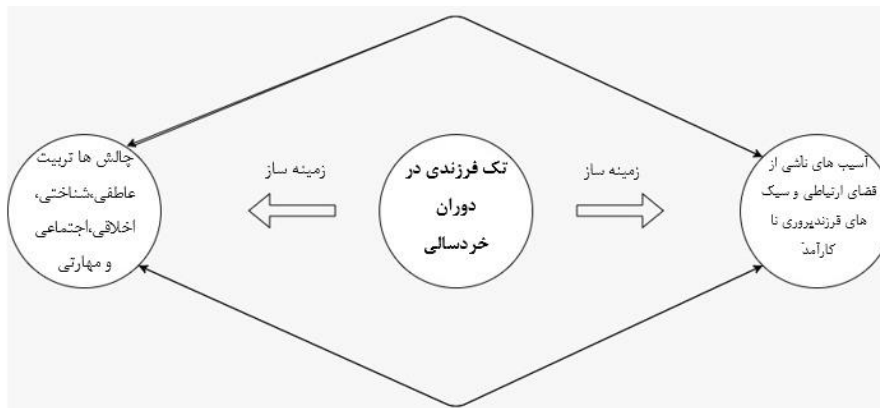 آسیب های ناشی از
فضای ارتباطی و سبک
های فرزندپروری نا
کارآمد
زمینه ساز
تک فرزندی در
دوران
خردسالی
زمینه ساز
چالش ها تربیت
عاطفی،شناختی،
اخلاقی،اجتماعی
و مهارتی